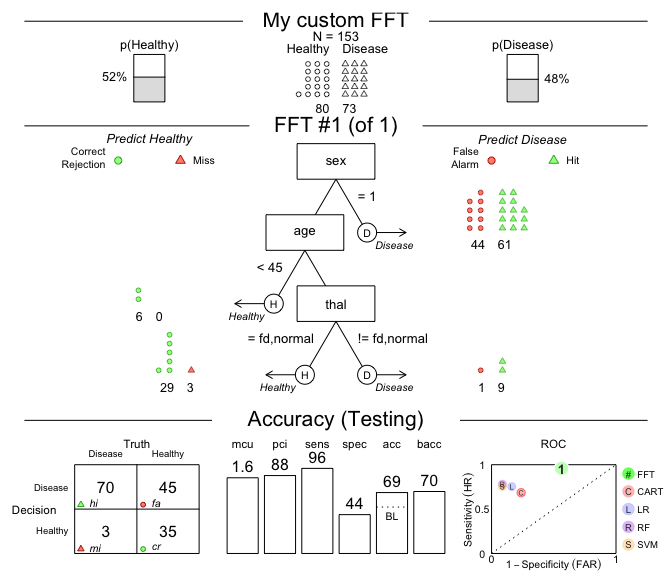 My custom FFT
N = 153
p(Healthy)
Healthy Disease
p(Disease)
52%
48%
80 73
FFT #1 (of 1)
Predict Healthy
Predict Disease
Correct Rejection
Miss
False Alarm
Hit
sex
= 1
age
D
Disease
44 61
< 45
H
Healthy
thal
6 0
= fd,normal
!= fd,normal
H
Healthy
D
Disease
29 3
1 9
Accuracy (Testing)
Truth
Disease Healthy
Decision
Disease
70
hi
45
fa
Healthy
3
mi
35
cr
mcu pci sens spec acc bacc
1.6 88 96 44 69 70
BL
ROC
1
Sensitivity (HR)
0.5
0
1
S L C
1
1 − Specificity (FAR)
# FFT
C CART
L LR
R RF
S SVM